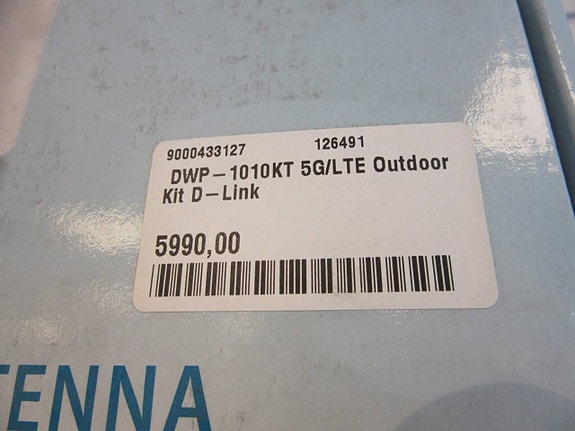 9000433127 126491
DWP-1010KT 5G/LTE Outdoor
Kit D-Link
5990,00
TENNA